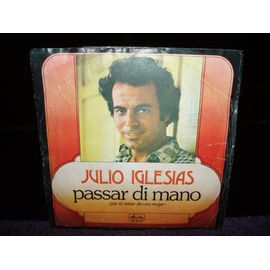 JULIO IGLESIAS
passar di mano
(por el amor de una mujer)